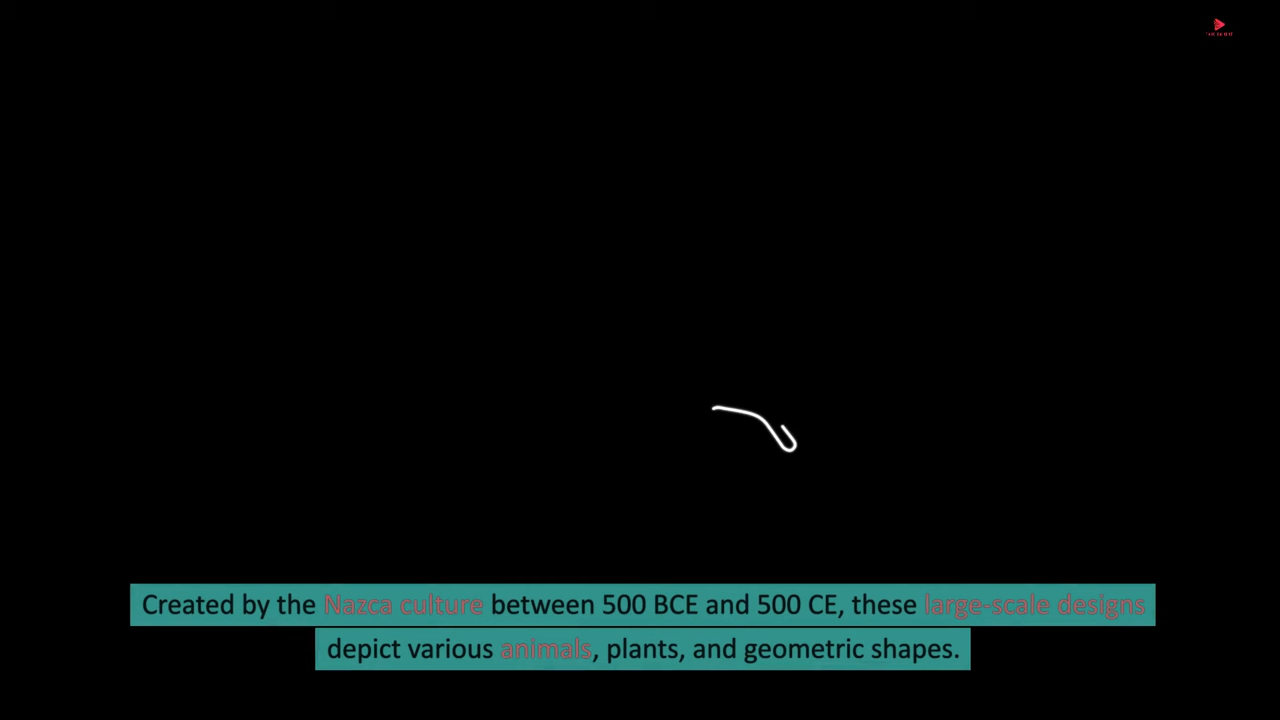 Created by the Nazca culture between 500 BCE and 500 CE, these large-scale designs
depict various animals, plants, and geometric shapes.